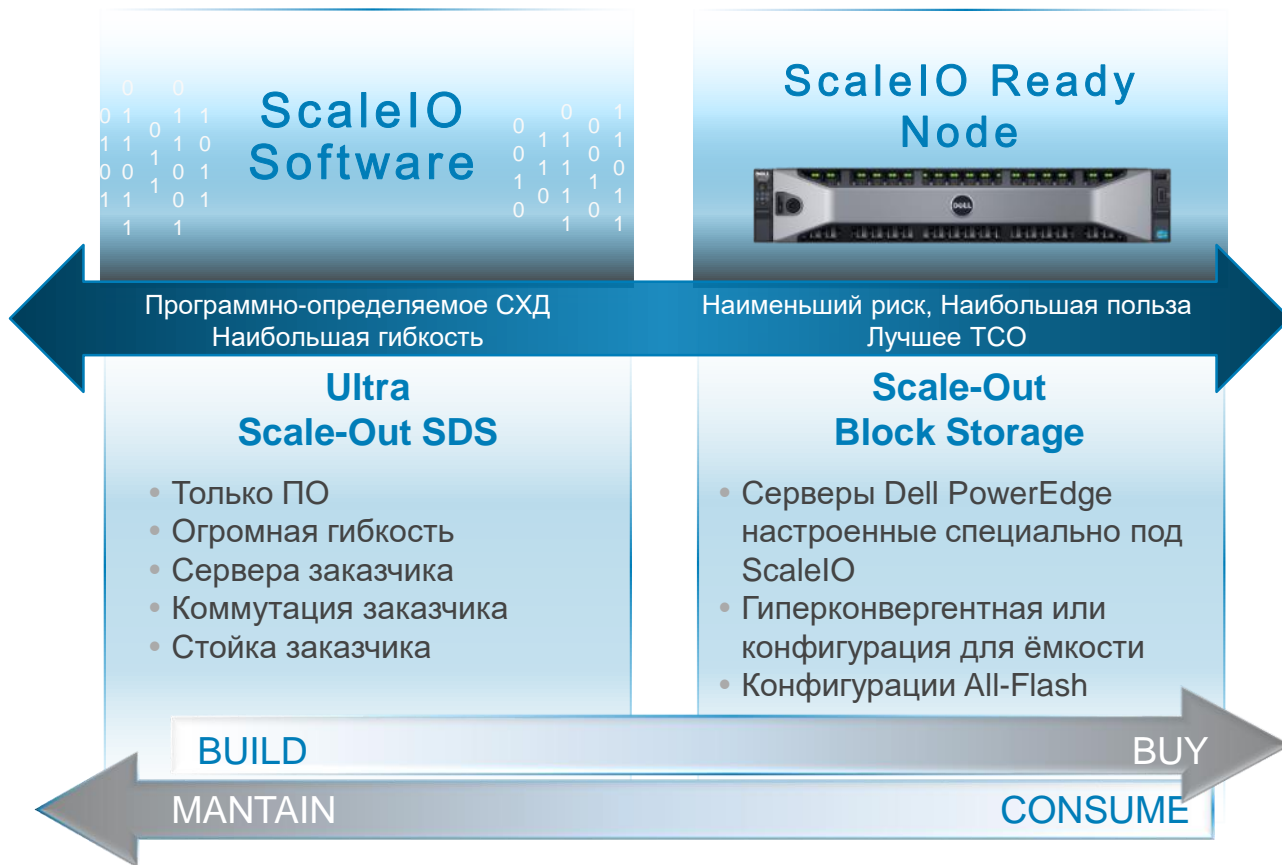 ScaleIO
Software
ScaleIO Ready
Node
DELL
Программно-определяемое СХД
Наибольшая гибкость
Наименьший риск, Наибольшая польза
Лучшее TCO
Ultra
Scale-Out SDS
• Только ПО
• Огромная гибкость
• Сервера заказчика
• Коммутация заказчика
• Стойка заказчика
Scale-Out
Block Storage
• Серверы Dell PowerEdge
настроенные специально под
ScaleIO
• Гиперконвергентная или
конфигурация для ёмкости
• Конфигурации All-Flash
BUILD
BUY
MANTAIN
CONSUME